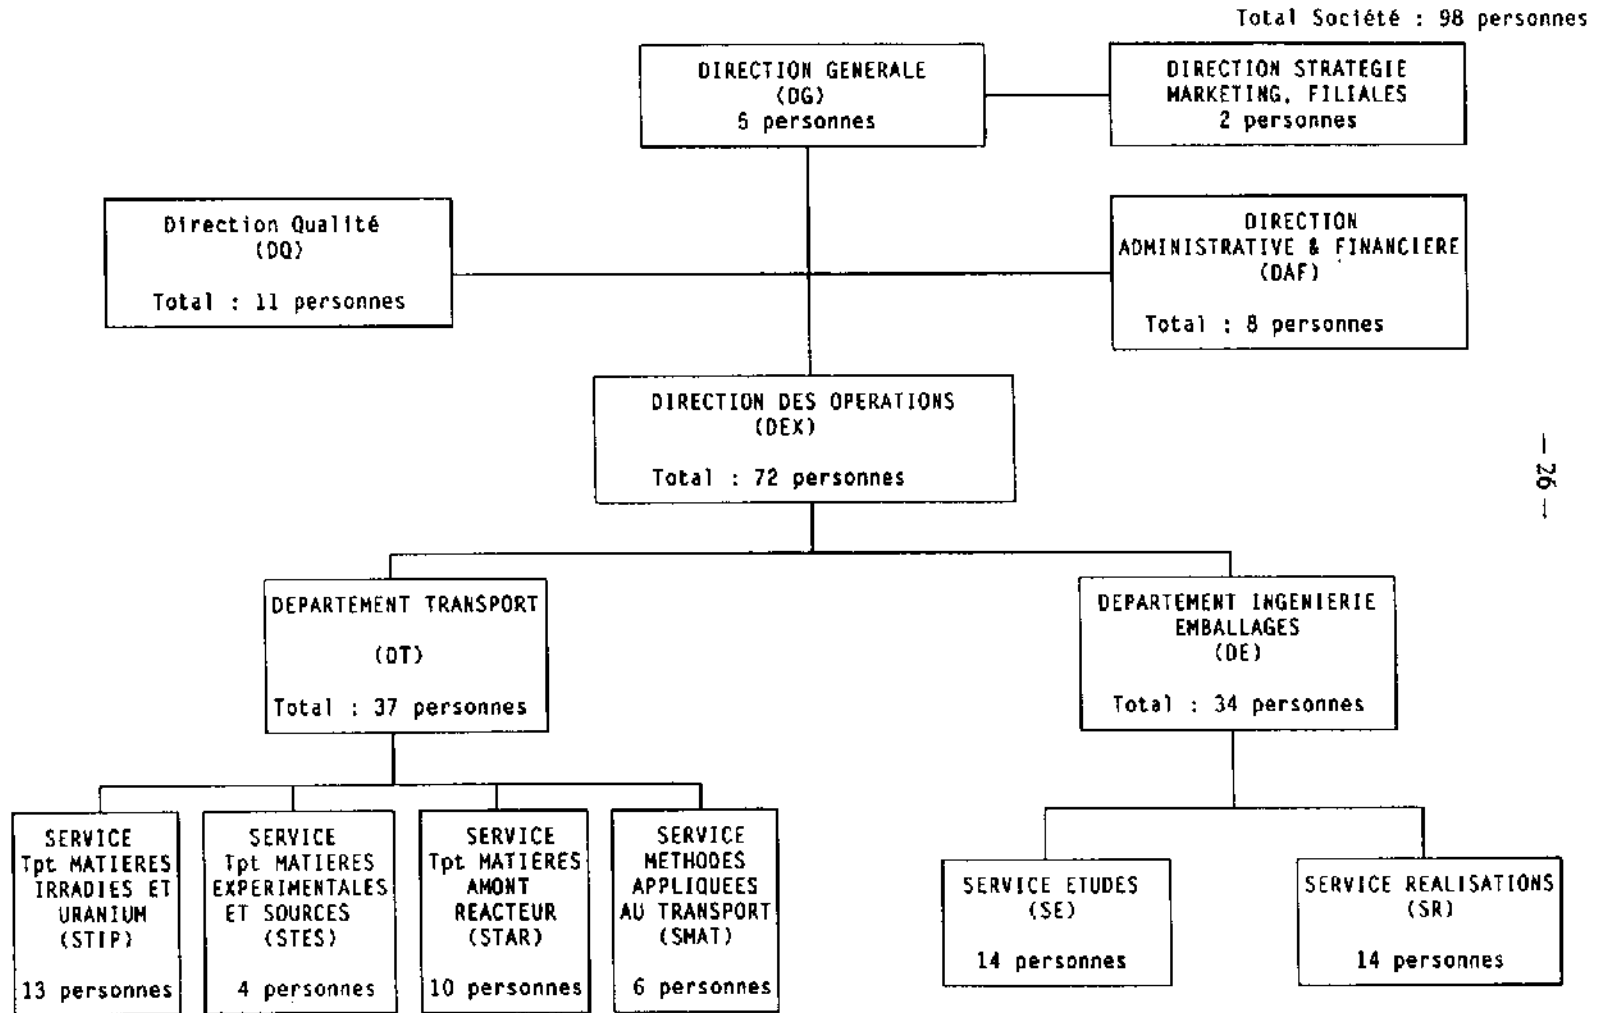 Total Société : 98 personnes
DIRECTION GENERALE
(DG)
5 personnes
DIRECTION STRATEGIE
MARKETING, FILIALES
2 personnes
Direction Qualité
(DQ)
Total : 11 personnes
DIRECTION
ADMINISTRATIVE & FINANCIERE
(DAF)
Total : 8 personnes
DIRECTION DES OPERATIONS
(DEX)
Total : 72 personnes
— 26 —
DEPARTEMENT TRANSPORT
(DT)
Total : 37 personnes
DEPARTEMENT INGENIERIE
EMBALLAGES
(DE)
Total : 34 personnes
SERVICE
Tpt MATIERES
IRRADIES ET
URANIUM
(STIP)
13 personnes
SERVICE
Tpt MATIERES
EXPERIMENTALES
ET SOURCES
(STES)
4 personnes
SERVICE
Tpt MATIERES
AMONT
REACTEUR
(STAR)
10 personnes
SERVICE
METHODES
APPLIQUEES
AU TRANSPORT
(SMAT)
6 personnes
SERVICE ETUDES
(SE)
14 personnes
SERVICE REALISATIONS
(SR)
14 personnes